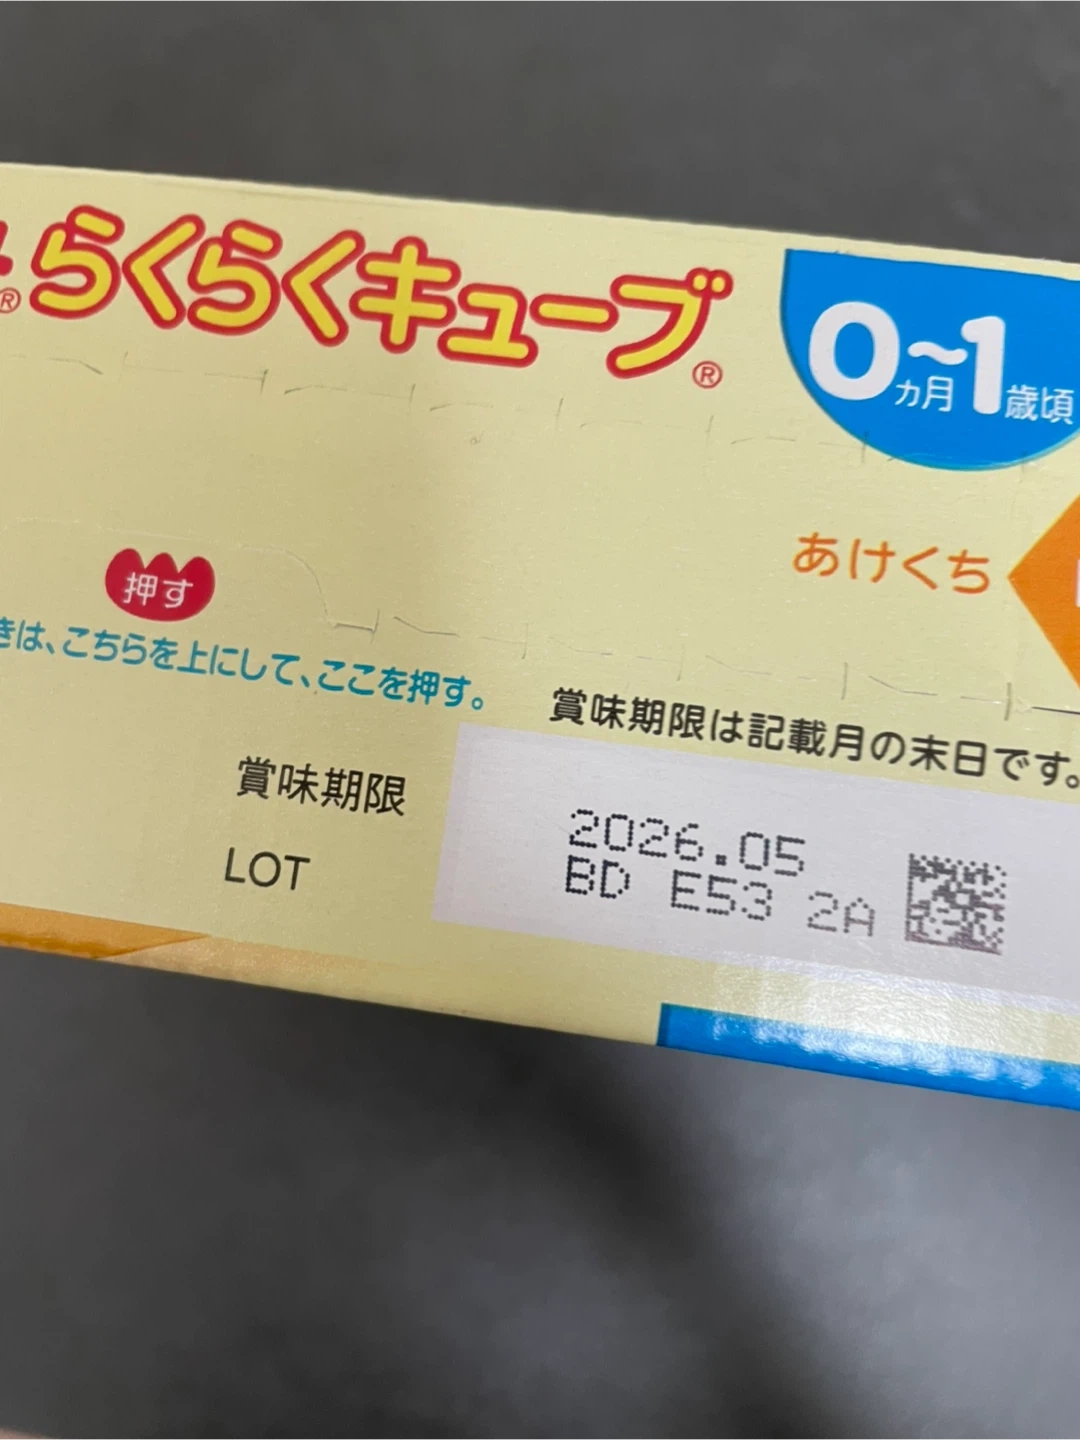 ® らくらくキューブ®
0ヵ月~1歳頃
あけくち
押す
きは、こちらを上にして、ここを押す。
賞味期限は記載月の末日です。
賞味期限 2026.05
LOT BD E53 2A